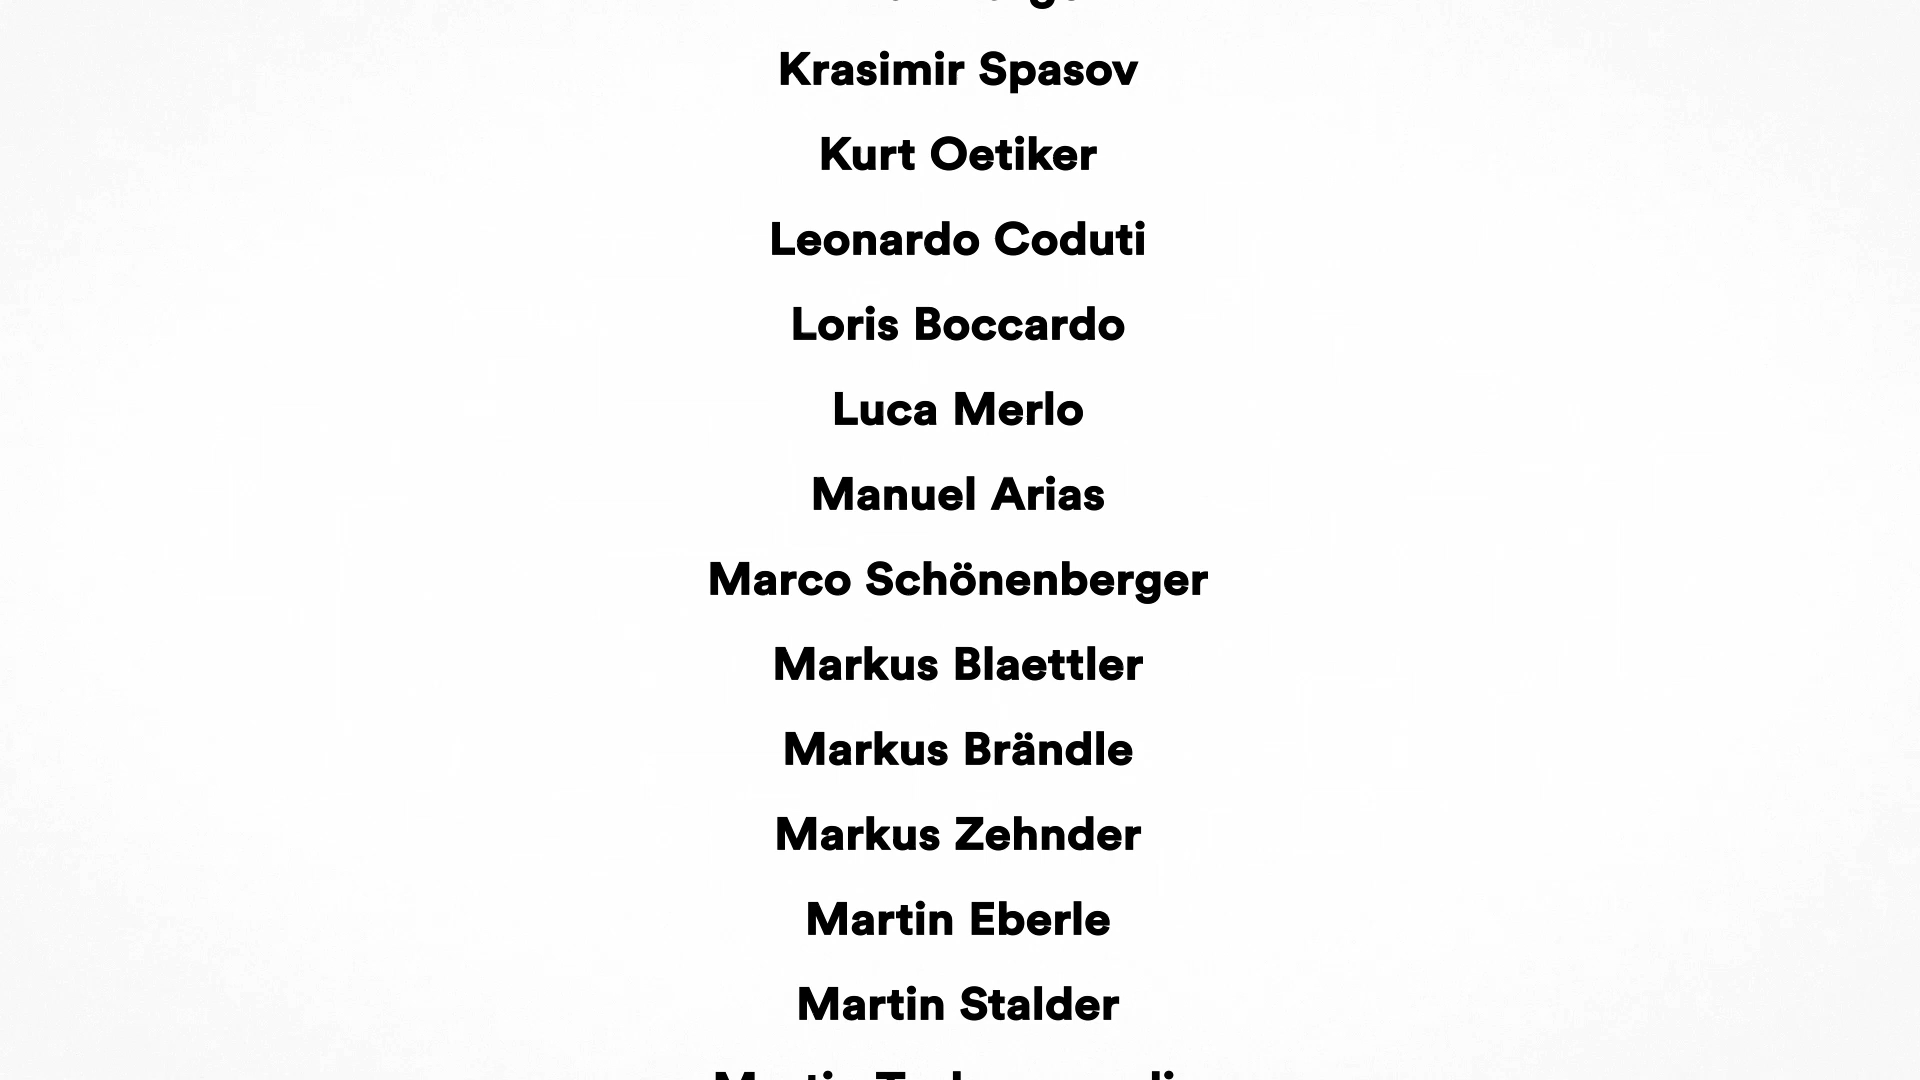 Krasimir Spasov
Kurt Oetiker
Leonardo Coduti
Loris Boccardo
Luca Merlo
Manuel Arias
Marco Schönenberger
Markus Blaettler
Markus Brändle
Markus Zehnder
Martin Eberle
Martin Stalder
Martin